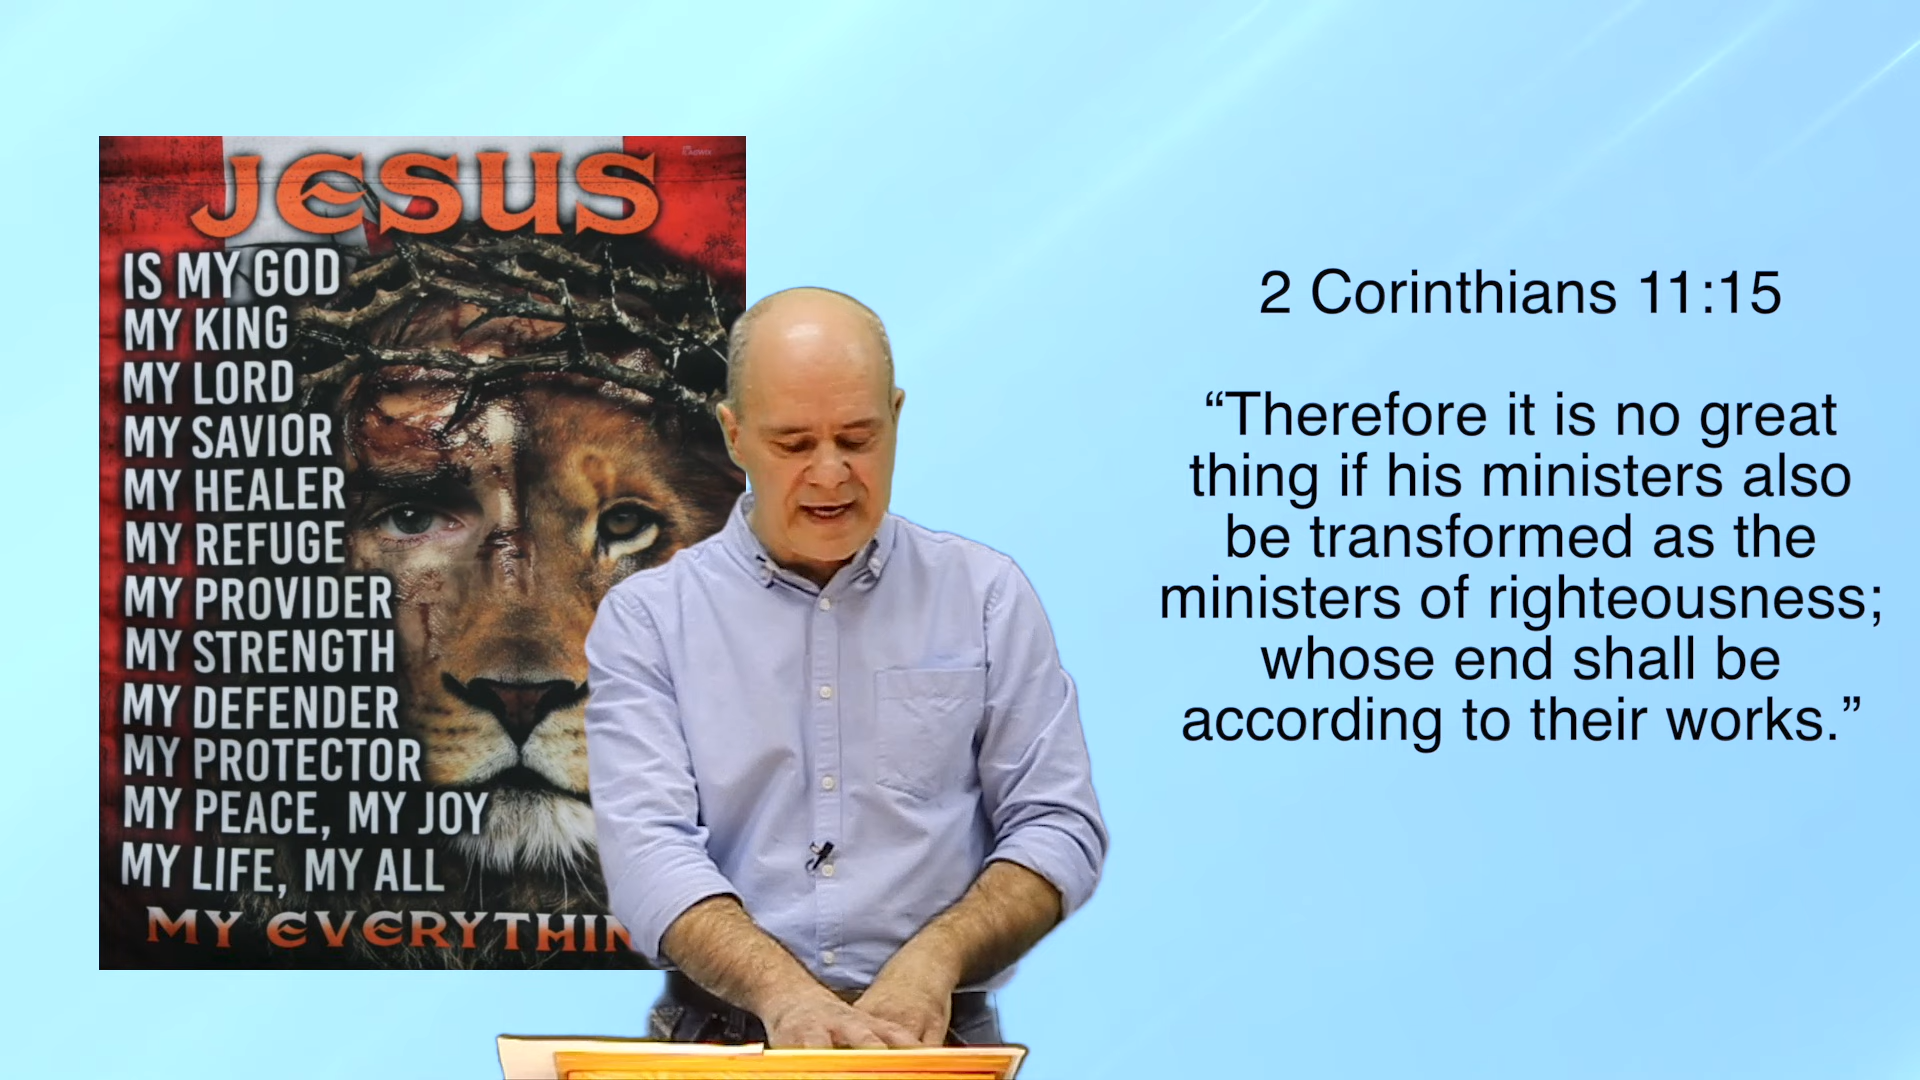 JESUS
IS MY GOD
MY KING
MY LORD
MY SAVIOR
MY HEALER
MY REFUGE
MY PROVIDER
MY STRENGTH
MY DEFENDER
MY PROTECTOR
MY PEACE, MY JOY
MY LIFE, MY ALL
MY EVERYTHIN
2 Corinthians 11:15
“Therefore it is no great
thing if his ministers also
be transformed as the
ministers of righteousness;
whose end shall be
according to their works.”